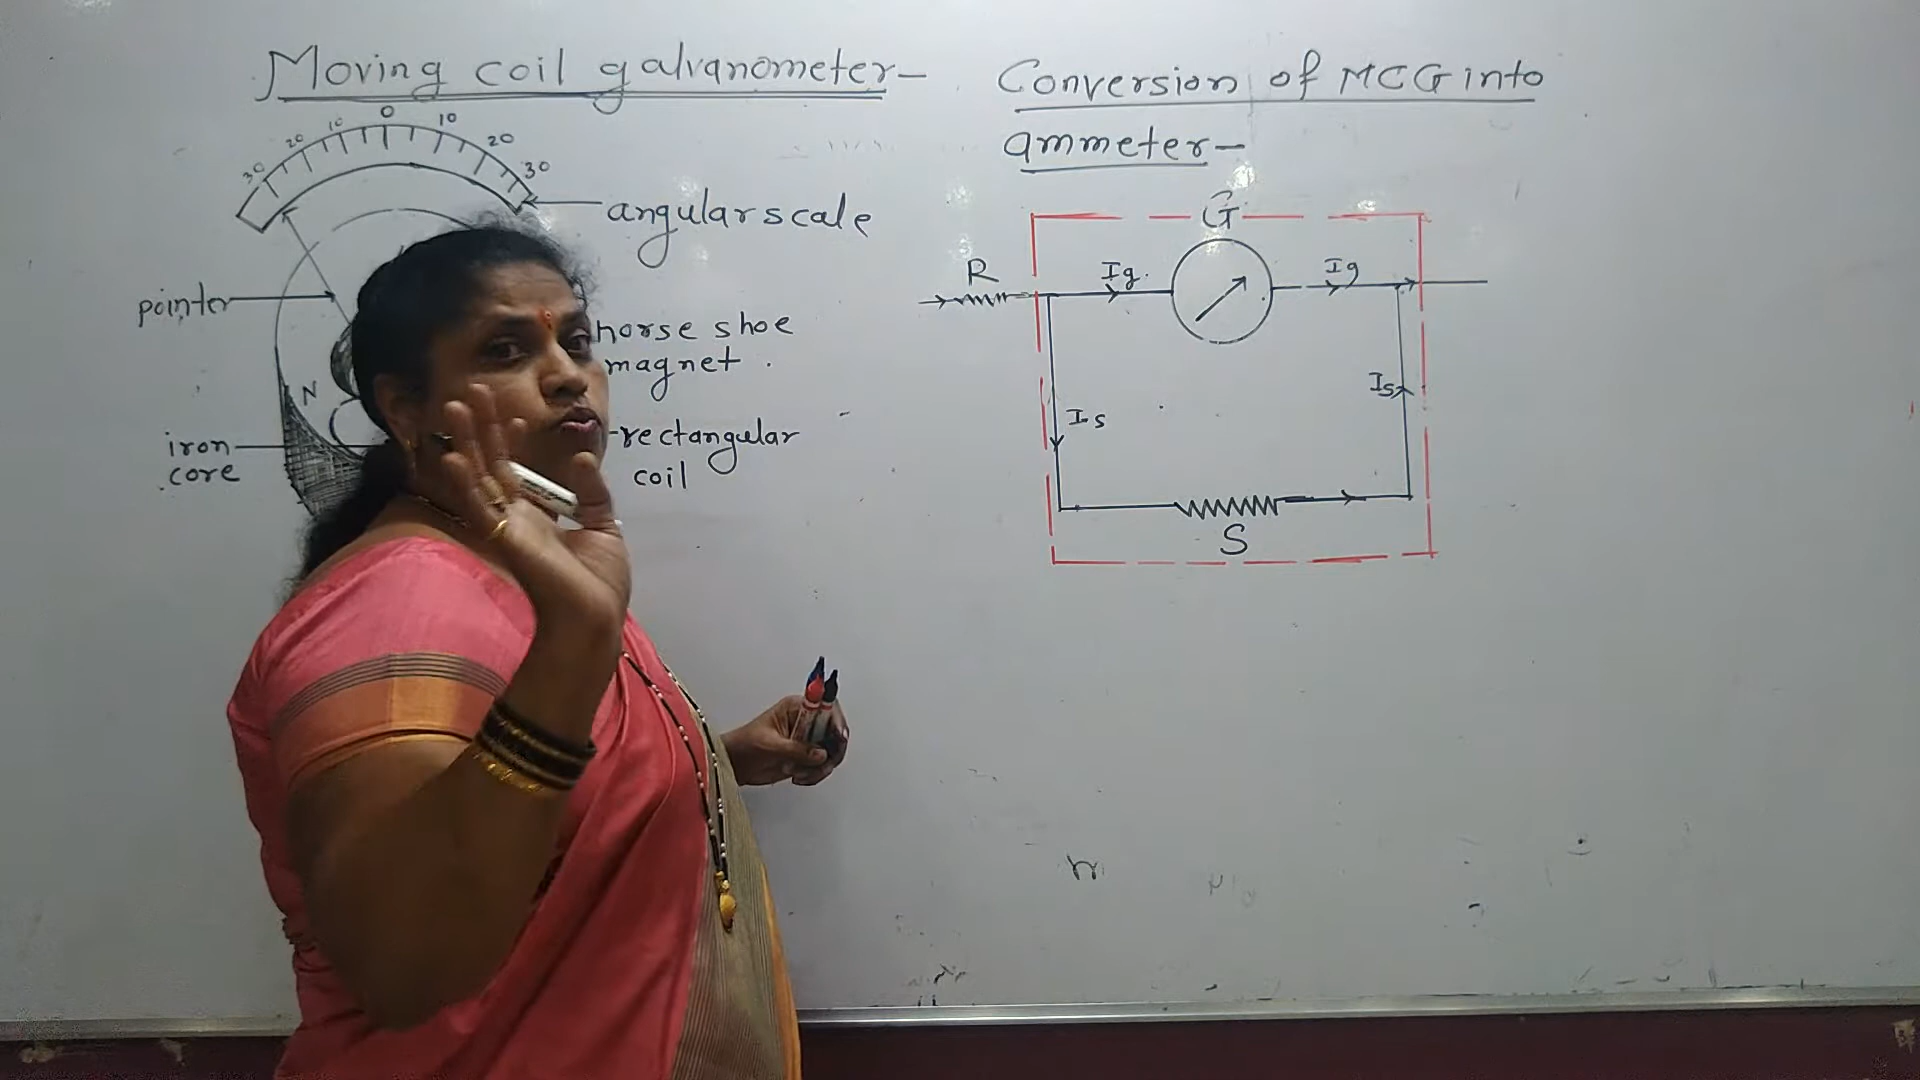 Moving coil galvanometer-
30 20 10 0 10 20 30
angular scale
pointer
horse shoe
magnet
N
iron
core
rectangular
coil
Conversion of MCG into
ammeter-
G
R
Ig
Ig
Is
Is
S